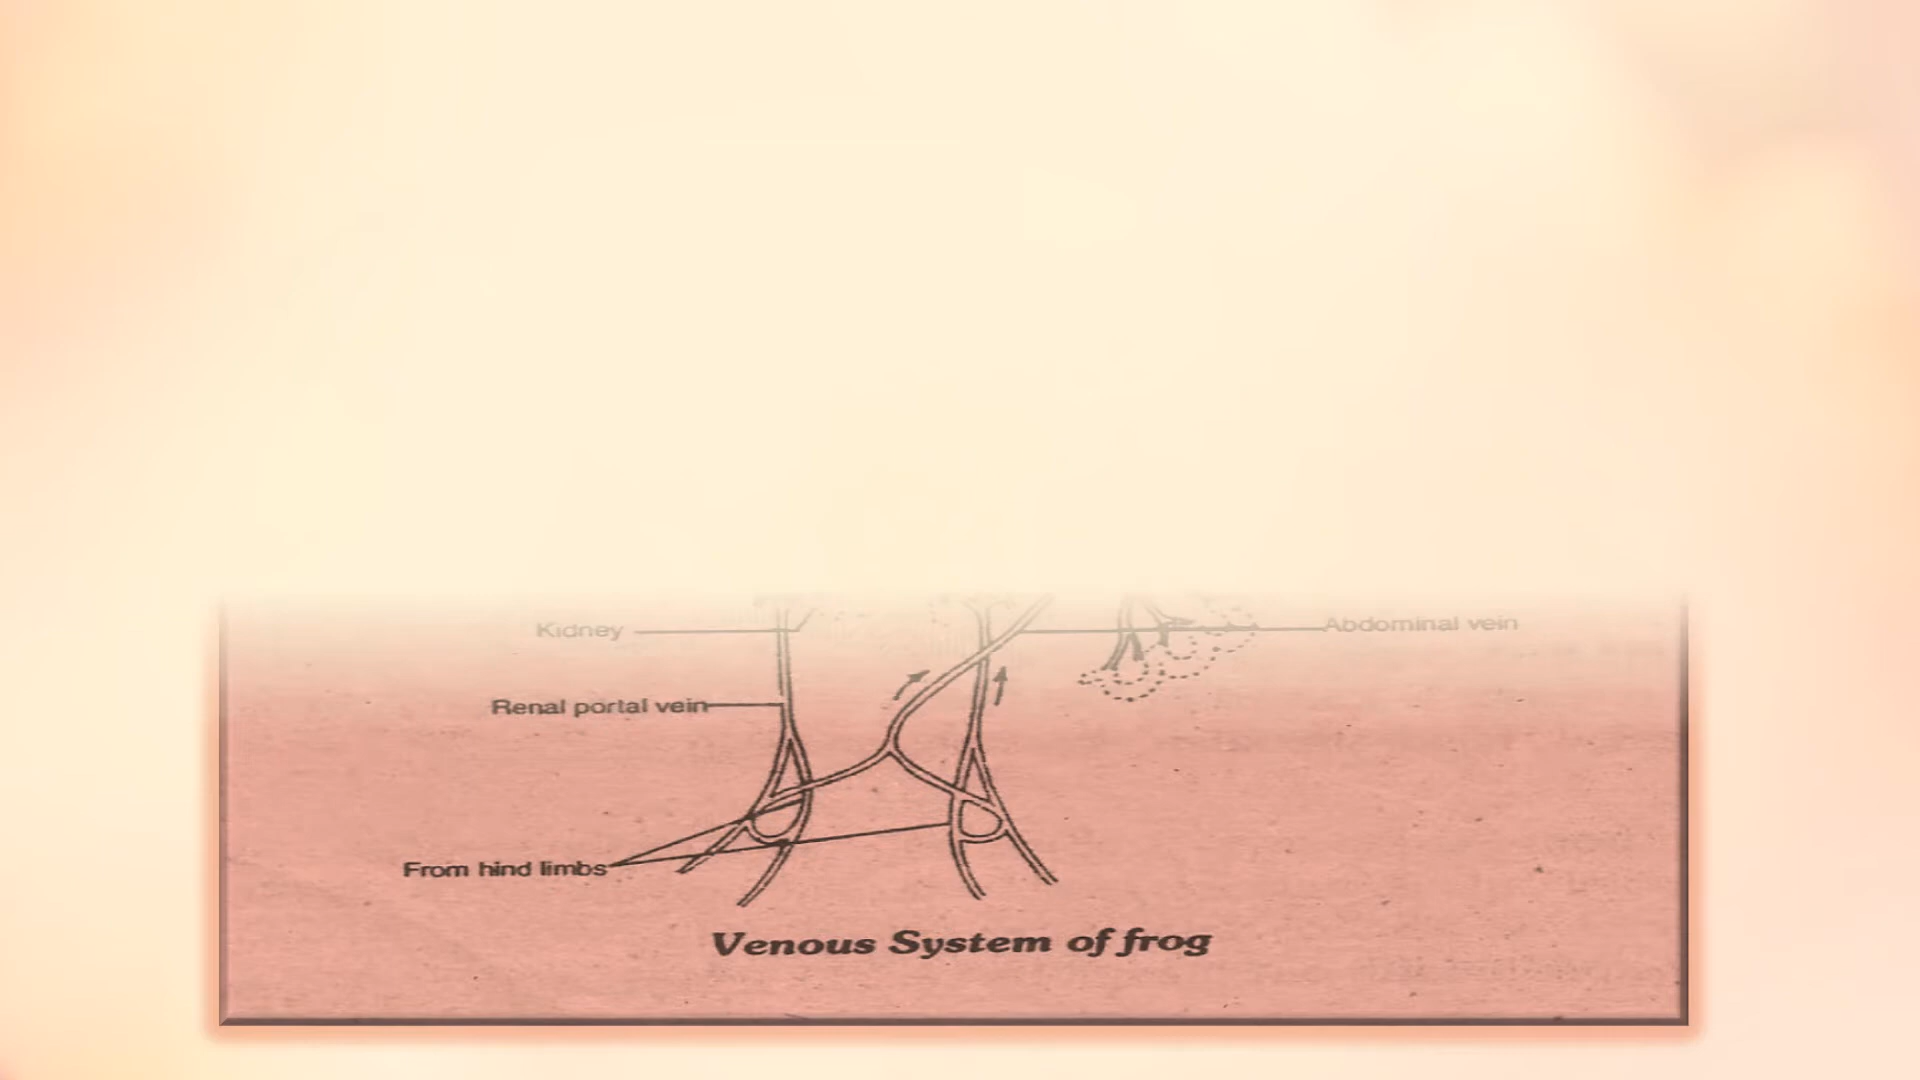 Kidney
Abdominal vein
Renal portal vein
From hind limbs
Venous System of frog